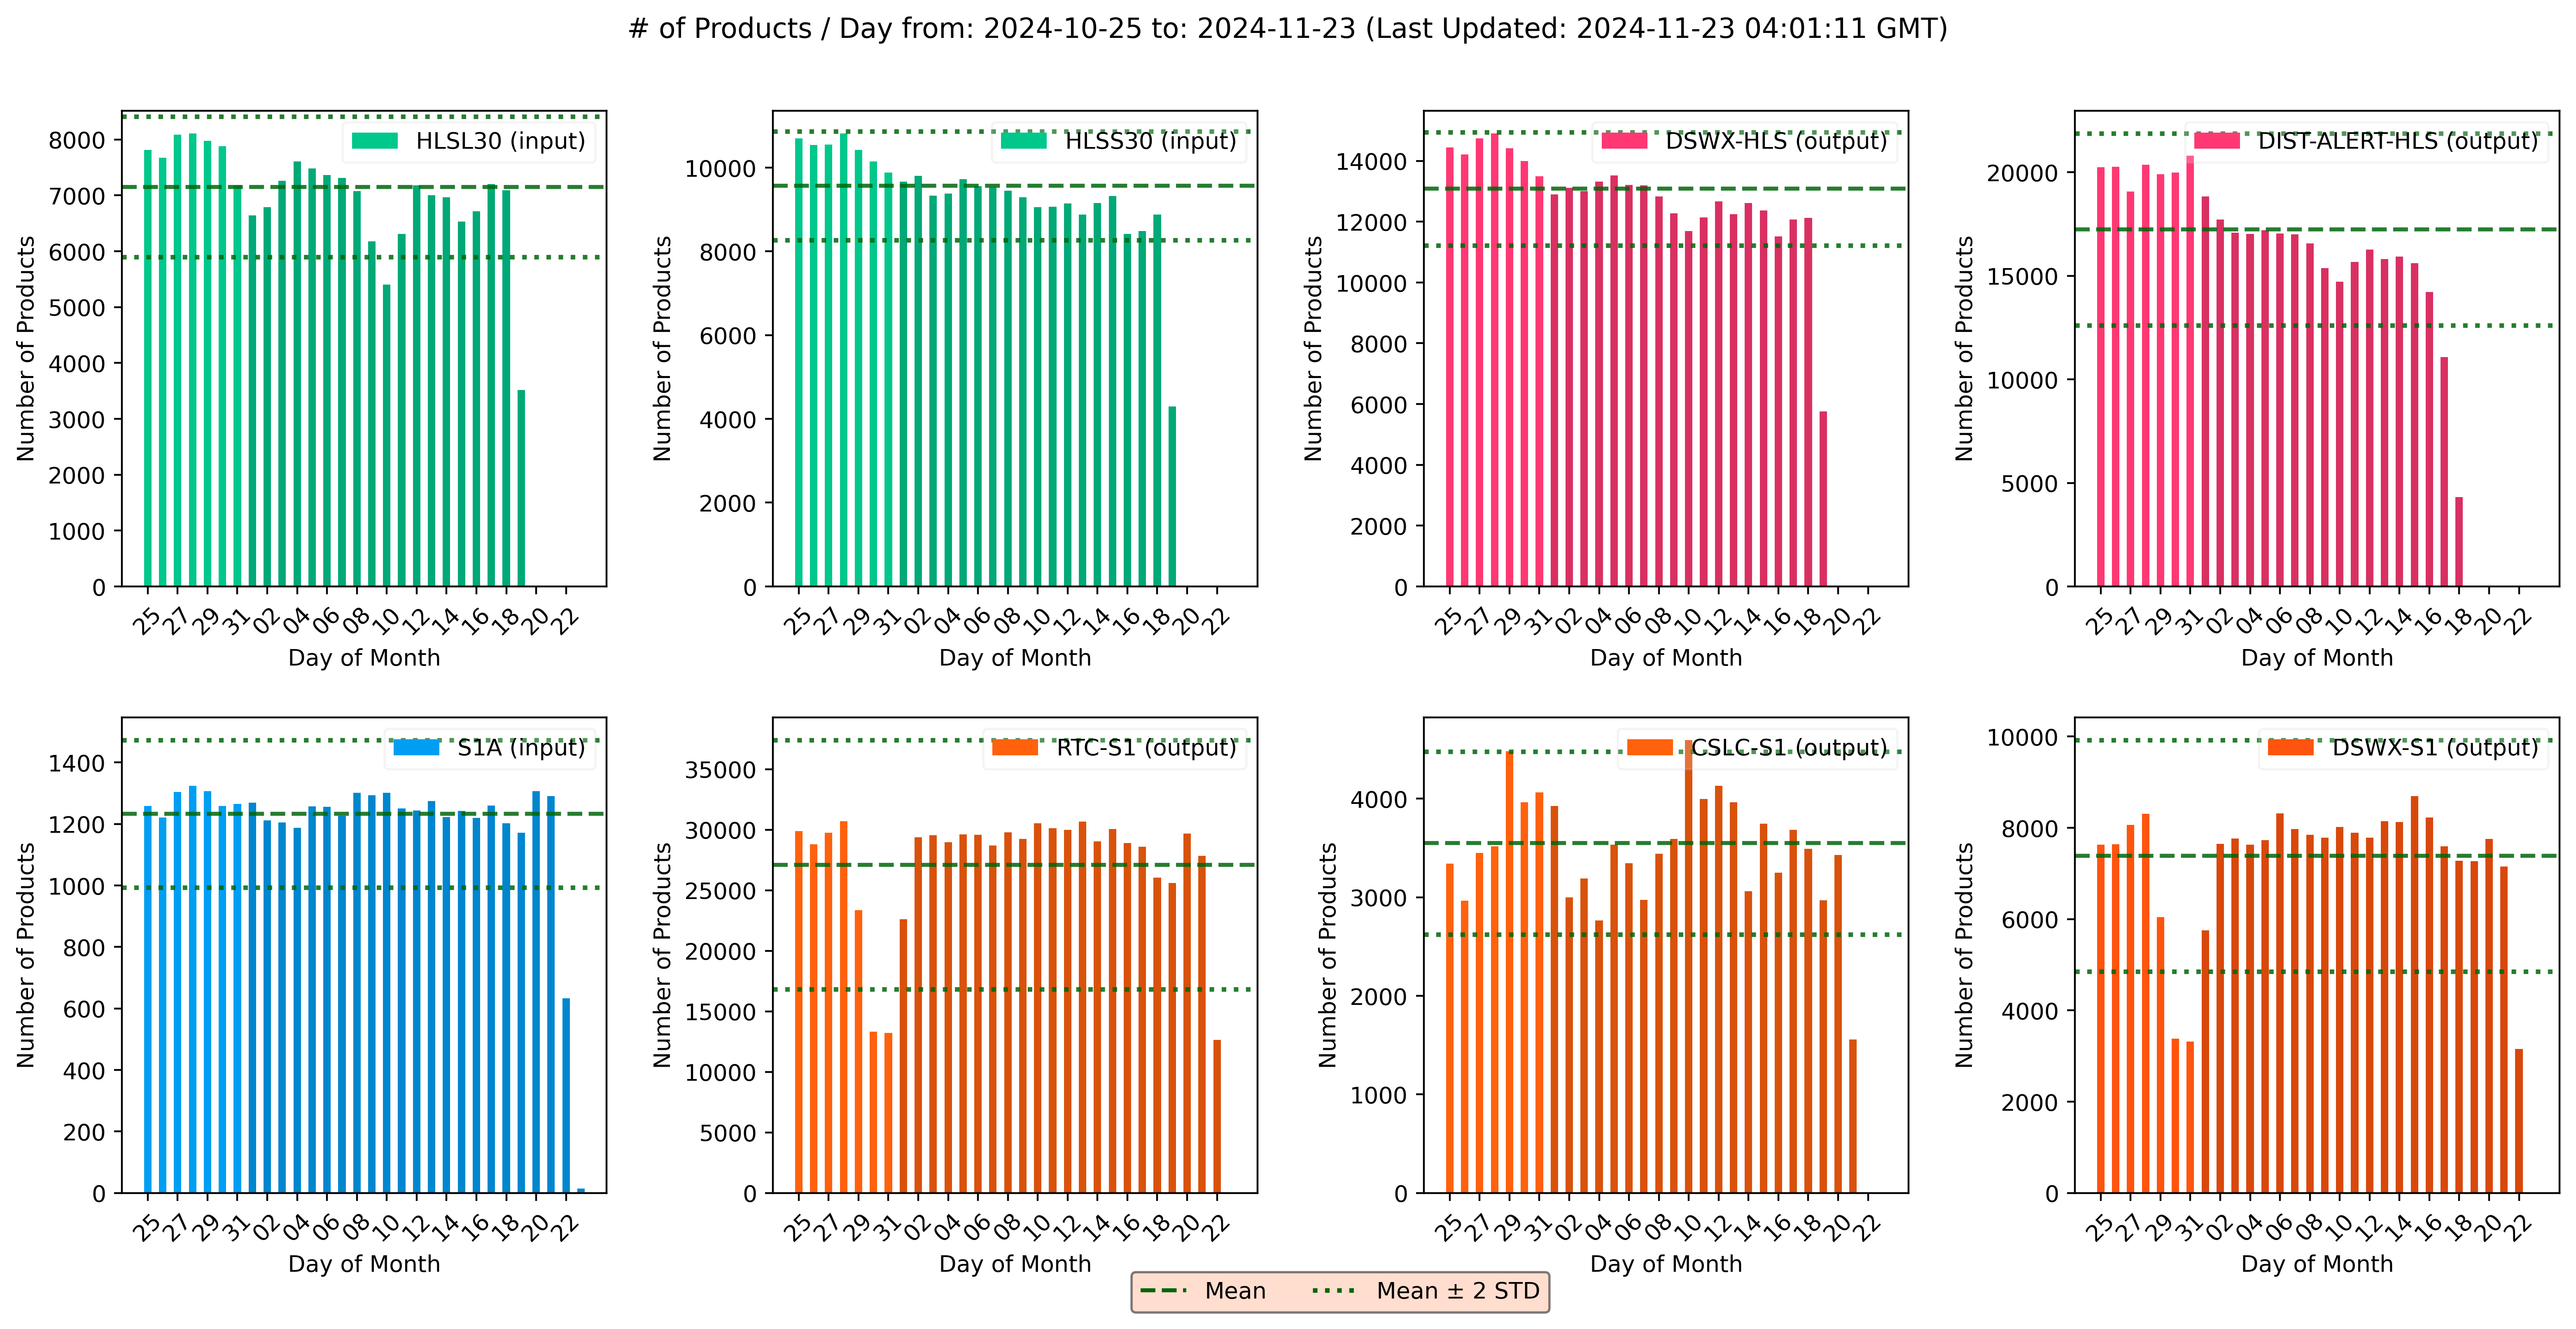 # of Products / Day from: 2024-10-25 to: 2024-11-23 (Last Updated: 2024-11-23 04:01:11 GMT)
HLSL30 (input)
Number of Products
8000
7000
6000
5000
4000
3000
2000
1000
0
25 27 29 31 02 04 06 08 10 12 14 16 18 20 22
Day of Month
HLSS30 (input)
Number of Products
10000
8000
6000
4000
2000
0
25 27 29 31 02 04 06 08 10 12 14 16 18 20 22
Day of Month
DSWX-HLS (output)
Number of Products
14000
12000
10000
8000
6000
4000
2000
0
25 27 29 31 02 04 06 08 10 12 14 16 18 20 22
Day of Month
DIST-ALERT-HLS (output)
Number of Products
20000
15000
10000
5000
0
25 27 29 31 02 04 06 08 10 12 14 16 18 20 22
Day of Month
S1A (input)
Number of Products
1400
1200
1000
800
600
400
200
0
25 27 29 31 02 04 06 08 10 12 14 16 18 20 22
Day of Month
RTC-S1 (output)
Number of Products
35000
30000
25000
20000
15000
10000
5000
0
25 27 29 31 02 04 06 08 10 12 14 16 18 20 22
Day of Month
CSLC-S1 (output)
Number of Products
4000
3000
2000
1000
0
25 27 29 31 02 04 06 08 10 12 14 16 18 20 22
Day of Month
DSWX-S1 (output)
Number of Products
10000
8000
6000
4000
2000
0
25 27 29 31 02 04 06 08 10 12 14 16 18 20 22
Day of Month
Mean
Mean ± 2 STD